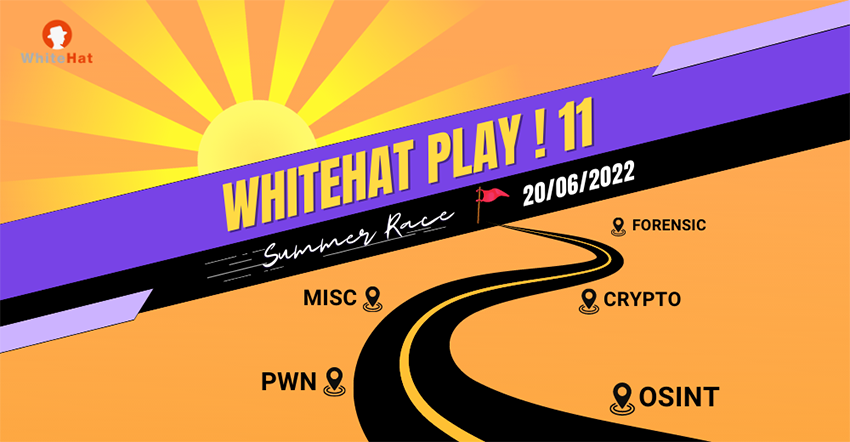 WhiteHat
WHITEHAT PLAY ! 11
Summer Race
20/06/2022
FORENSIC
MISC
CRYPTO
PWN
OSINT